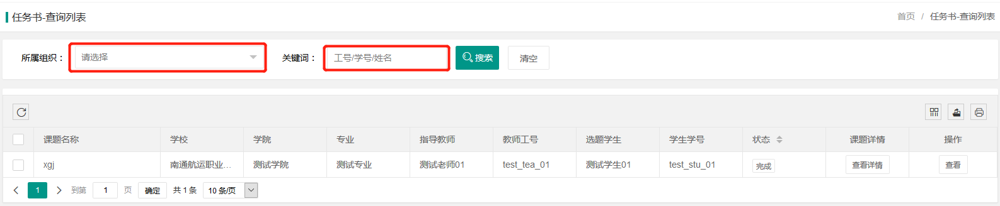 任务书-查询列表
首页 / 任务书-查询列表
所属组织： 请选择 关键词： 工号/学号/姓名 搜索 清空
课题名称 学校 学院 专业 指导教师 教师工号 选题学生 学生学号 状态 课题详情 操作
xgj 南通航运职业... 测试学院 测试专业 测试老师01 test_tea_01 测试学生01 test_stu_01 完成 查看详情 查看
1 到第 1 页 确定 共 1 条 10 条/页